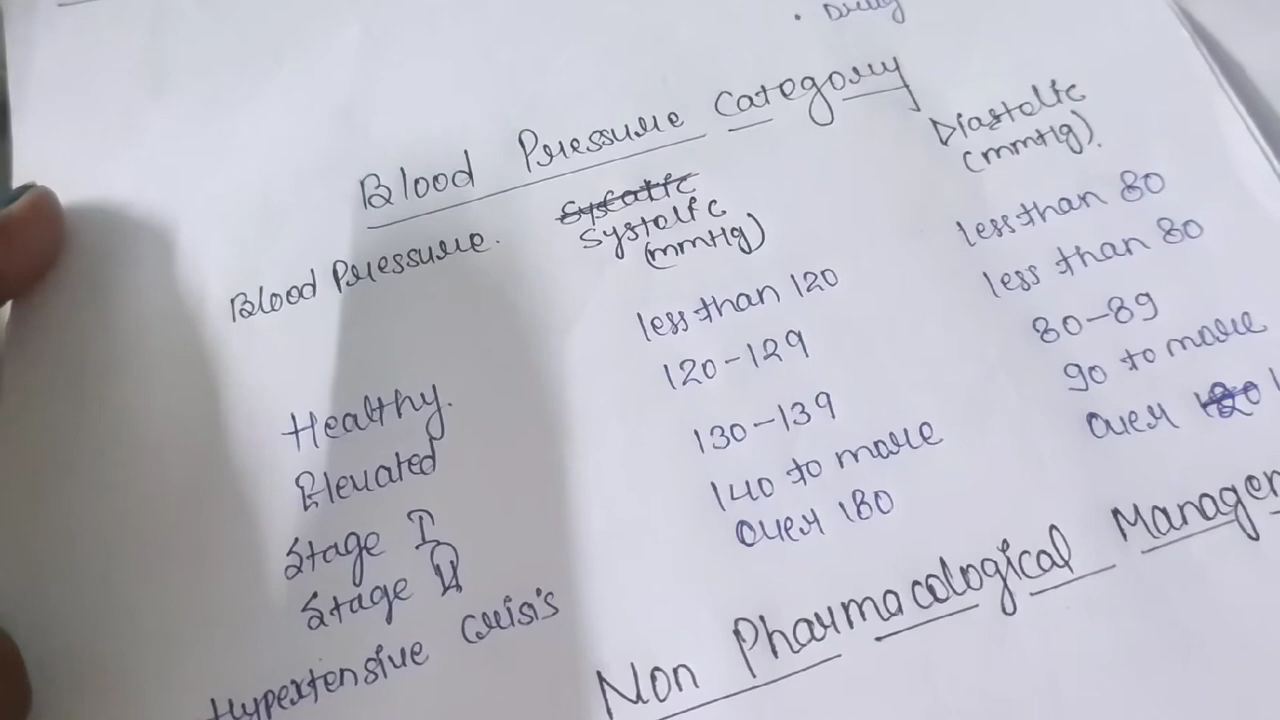 . Drug
Blood Pressure Category
Blood Pressure. Systolic (mmHg) Diastolic (mmHg).
Healthy. less than 120 less than 80
Elevated 120-129 less than 80
Stage I 130-139 80-89
Stage II 140 to more 90 to more
Hypertensive Crisis over 180 over
Non Pharmacological Manage